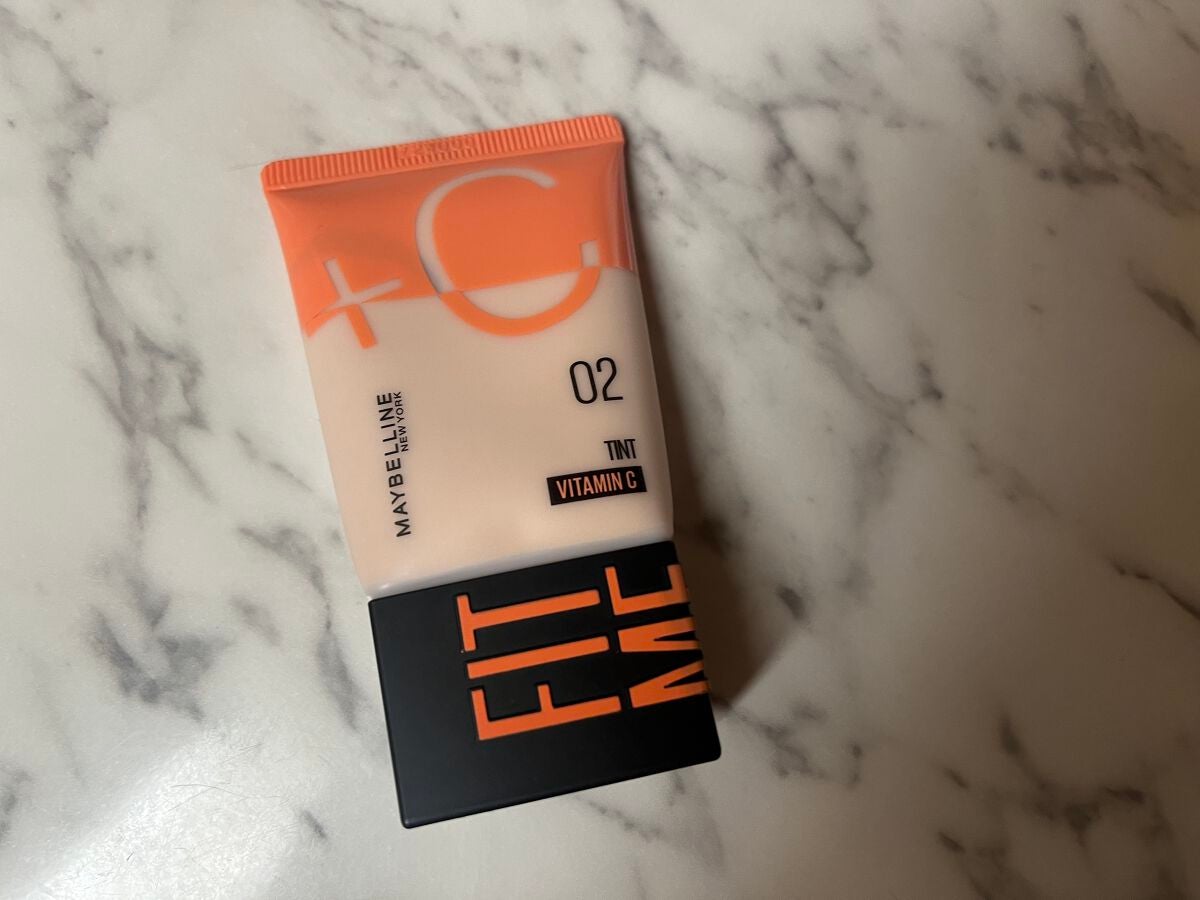 +C
02
TINT
VITAMIN C
MAYBELLINE
NEW YORK
FIT
ME